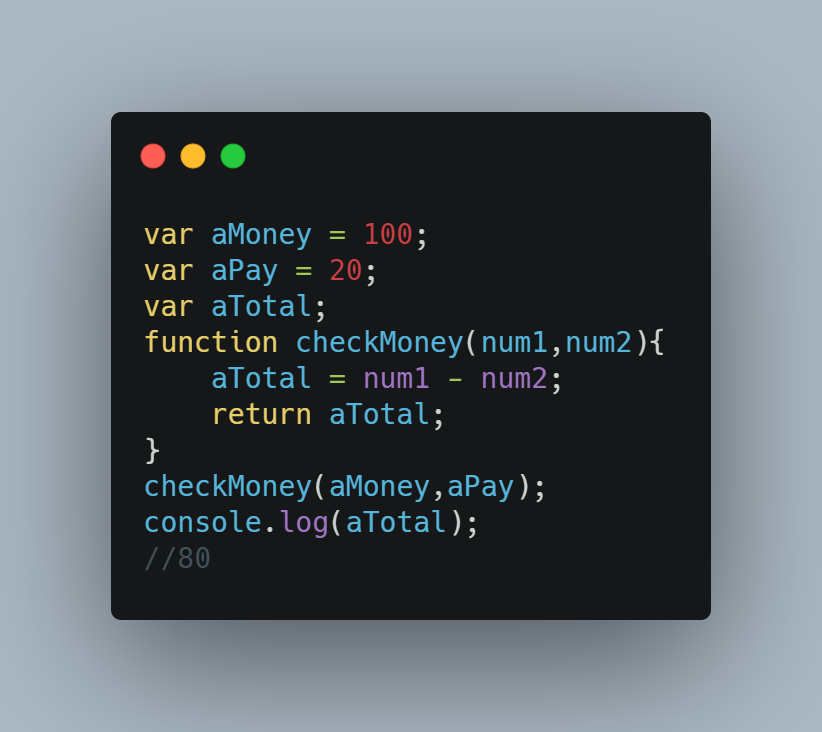 var aMoney = 100;
var aPay = 20;
var aTotal;
function checkMoney(num1,num2){
    aTotal = num1 - num2;
    return aTotal;
}
checkMoney(aMoney,aPay);
console.log(aTotal);
//80